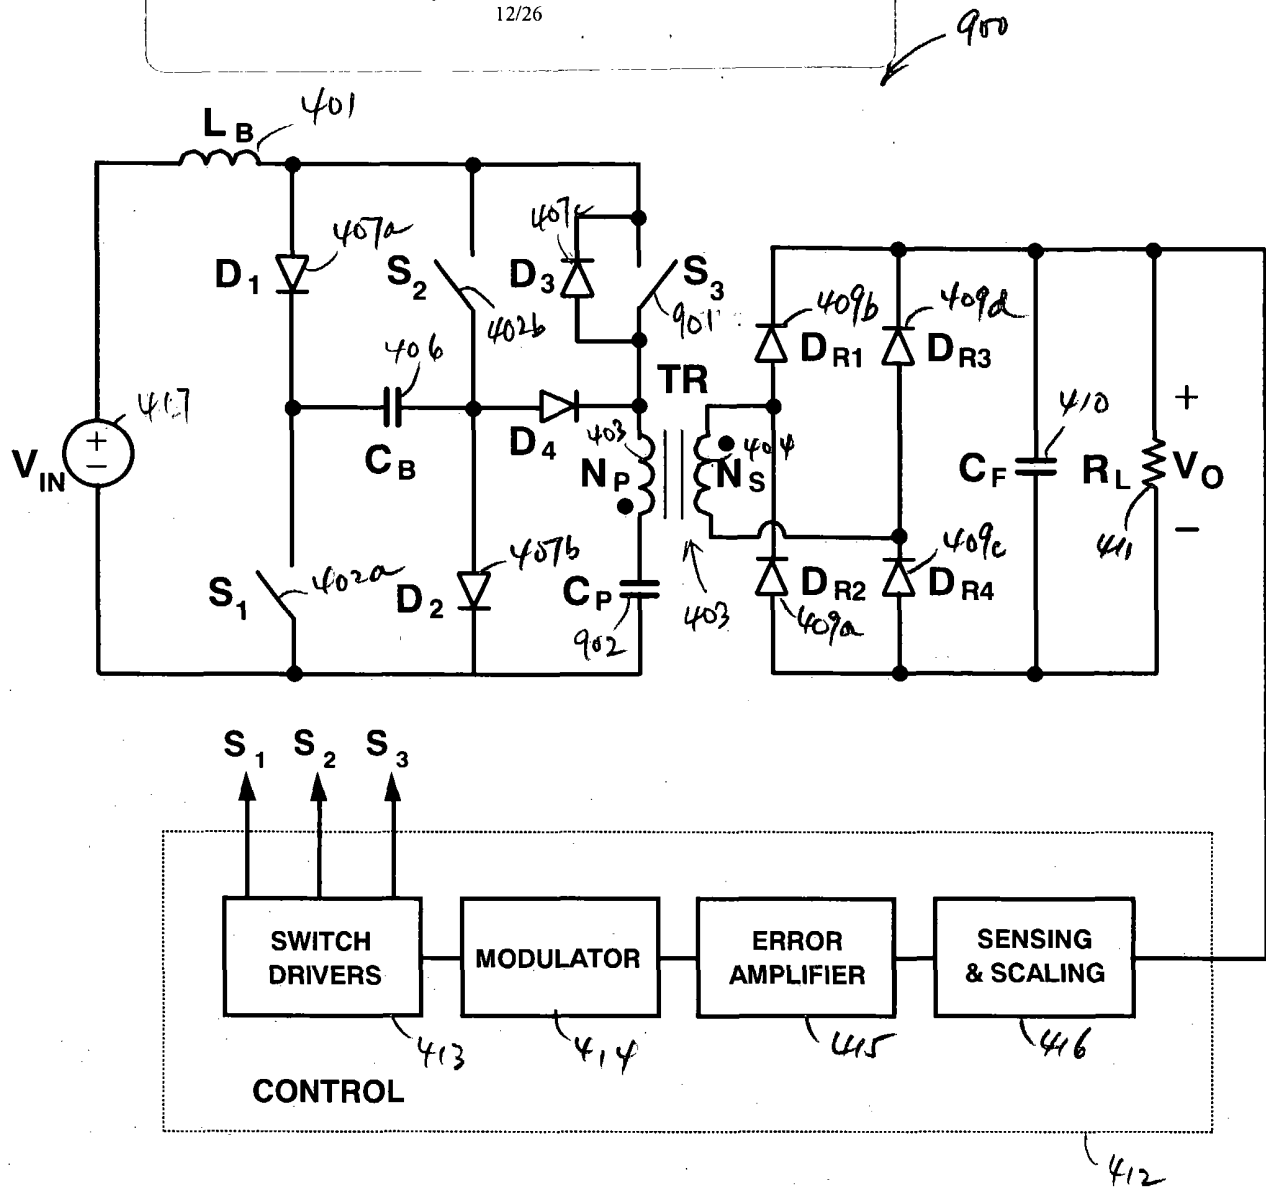 12/26
900
L B 401
407a
407c
D 1
S 2
402b
D 3
S 3
901
409b
409d
D R1
D R3
406
TR
417
+
−
V IN
C B
D 4
403
N P
404
N S
410
C F
R L
411
+
V O
−
S 1
402a
407b
D 2
C P
902
403
D R2
409a
409c
D R4
S 1 S 2 S 3
SWITCH
DRIVERS
MODULATOR
ERROR
AMPLIFIER
SENSING
& SCALING
413
414
415
416
CONTROL
412